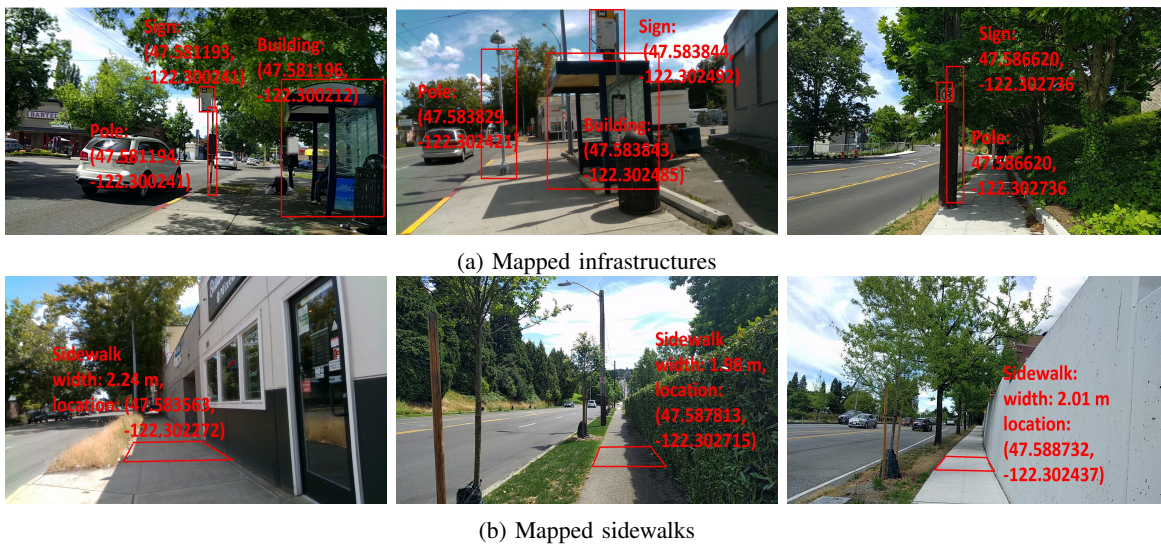 Sign:
(47.581193,
-122.300241)
Building:
(47.581196,
-122.300212)
BARTEL
Pole:
(47.581194,
-122.300241)
Sign:
(47.583844,
-122.302492)
Pole:
(47.583829,
-122.302421)
Building:
(47.583843,
-122.302485)
Sign:
47.586620,
-122.302736
Pole:
47.586620,
-122.302736
(a) Mapped infrastructures
Sidewalk
width: 2.24 m,
location: (47.583563,
-122.302272)
Sidewalk
width: 1.98 m,
location:
(47.587813,
-122.302715)
Sidewalk:
width: 2.01 m
location:
(47.588732,
-122.302437)
(b) Mapped sidewalks